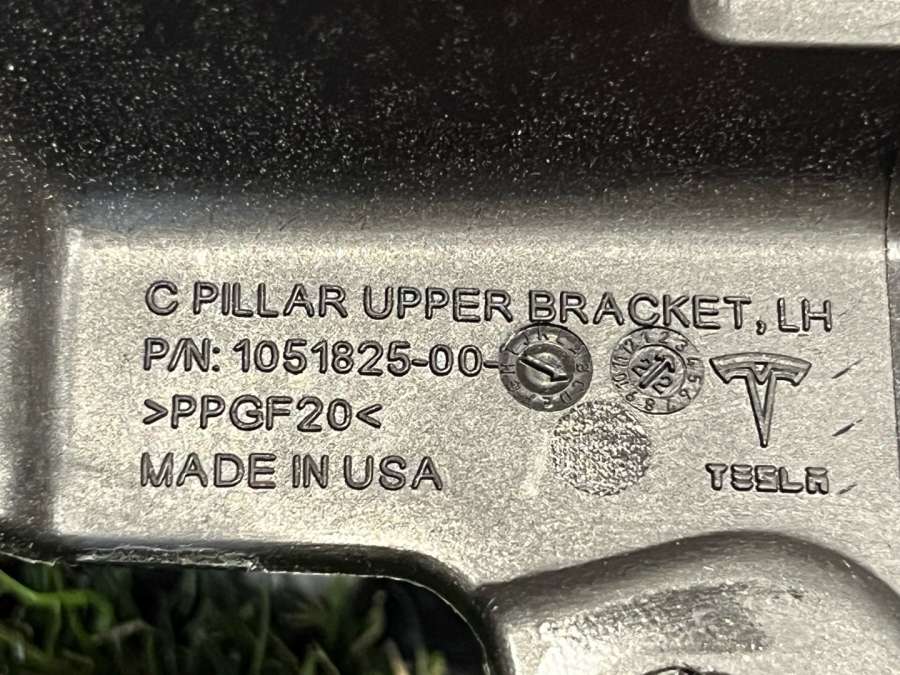 C PILLAR UPPER BRACKET, LH
P/N: 1051825-00-
>PPGF20<
MADE IN USA
TESLA